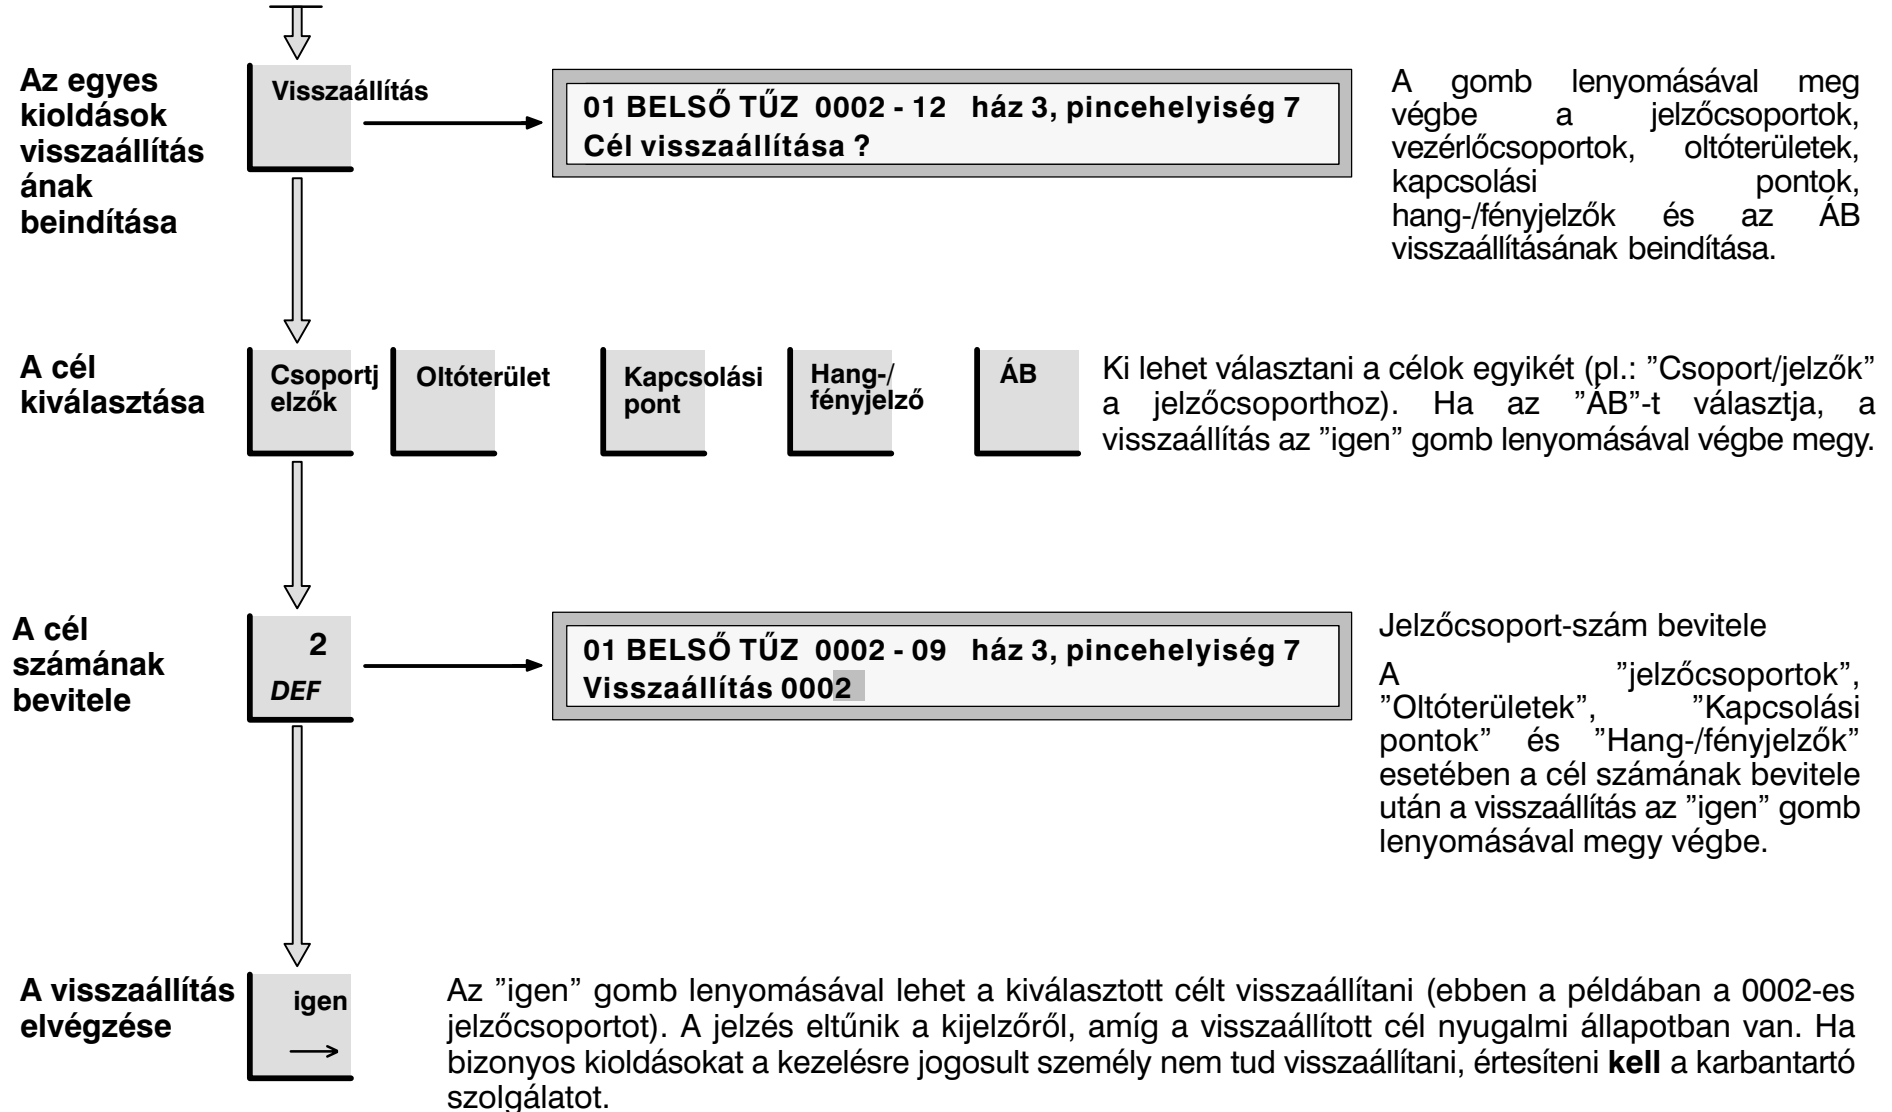 Az egyes
kioldások
visszaállítás
ának
beindítása
Visszaállítás
01 BELSŐ TŰZ 0002 - 12 ház 3, pincehelyiség 7
Cél visszaállítása ?
A gomb lenyomásával meg
végbe a jelzőcsoportok,
vezérlőcsoportok, oltóterületek,
kapcsolási pontok,
hang-/fényjelzők és az ÁB
visszaállításának beindítása.
A cél
kiválasztása
Csoportj
elzők
Oltóterület
Kapcsolási
pont
Hang-/
fényjelző
ÁB
Ki lehet választani a célok egyikét (pl.: ”Csoport/jelzők”
a jelzőcsoporthoz). Ha az ”ÁB”-t választja, a
visszaállítás az ”igen” gomb lenyomásával végbe megy.
A cél
számának
bevitele
2
DEF
01 BELSŐ TŰZ 0002 - 09 ház 3, pincehelyiség 7
Visszaállítás 0002
Jelzőcsoport-szám bevitele
A ”jelzőcsoportok”,
”Oltóterületek”, ”Kapcsolási
pontok” és ”Hang-/fényjelzők”
esetében a cél számának bevitele
után a visszaállítás az ”igen” gomb
lenyomásával megy végbe.
A visszaállítás
elvégzése
igen
Az ”igen” gomb lenyomásával lehet a kiválasztott célt visszaállítani (ebben a példában a 0002-es
jelzőcsoportot). A jelzés eltűnik a kijelzőről, amíg a visszaállított cél nyugalmi állapotban van. Ha
bizonyos kioldásokat a kezelésre jogosult személy nem tud visszaállítani, értesíteni kell a karbantartó
szolgálatot.